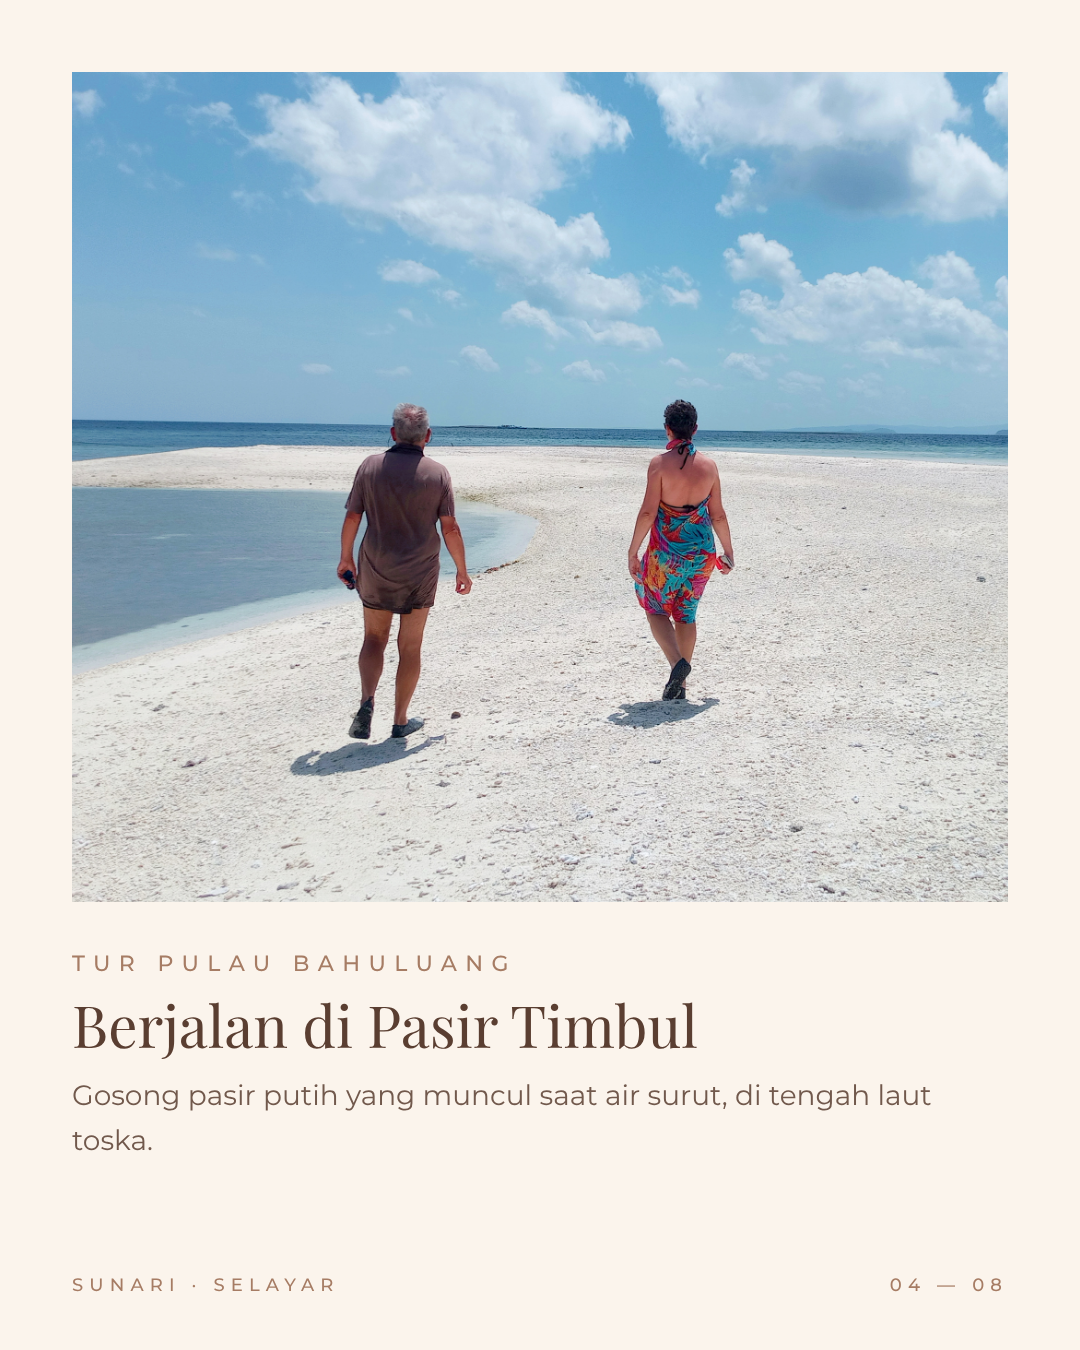 TUR PULAU BAHULUANG
Berjalan di Pasir Timbul
Gosong pasir putih yang muncul saat air surut, di tengah laut
toska.
SUNARI · SELAYAR
04 — 08